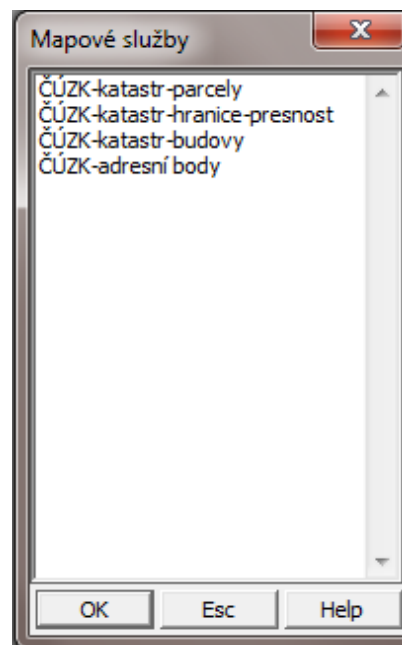 Mapové služby
ČÚZK-katastr-parcely
ČÚZK-katastr-hranice-presnost
ČÚZK-katastr-budovy
ČÚZK-adresní body
OK
Esc
Help